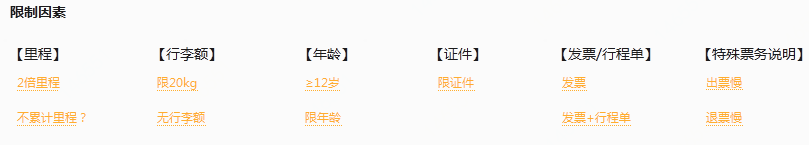 限制因素
【里程】 【行李额】 【年龄】 【证件】 【发票/行程单】 【特殊票务说明】
2倍里程 限20kg ≥12岁 限证件 发票 出票慢
不累计里程？ 无行李额 限年龄 发票+行程单 退票慢